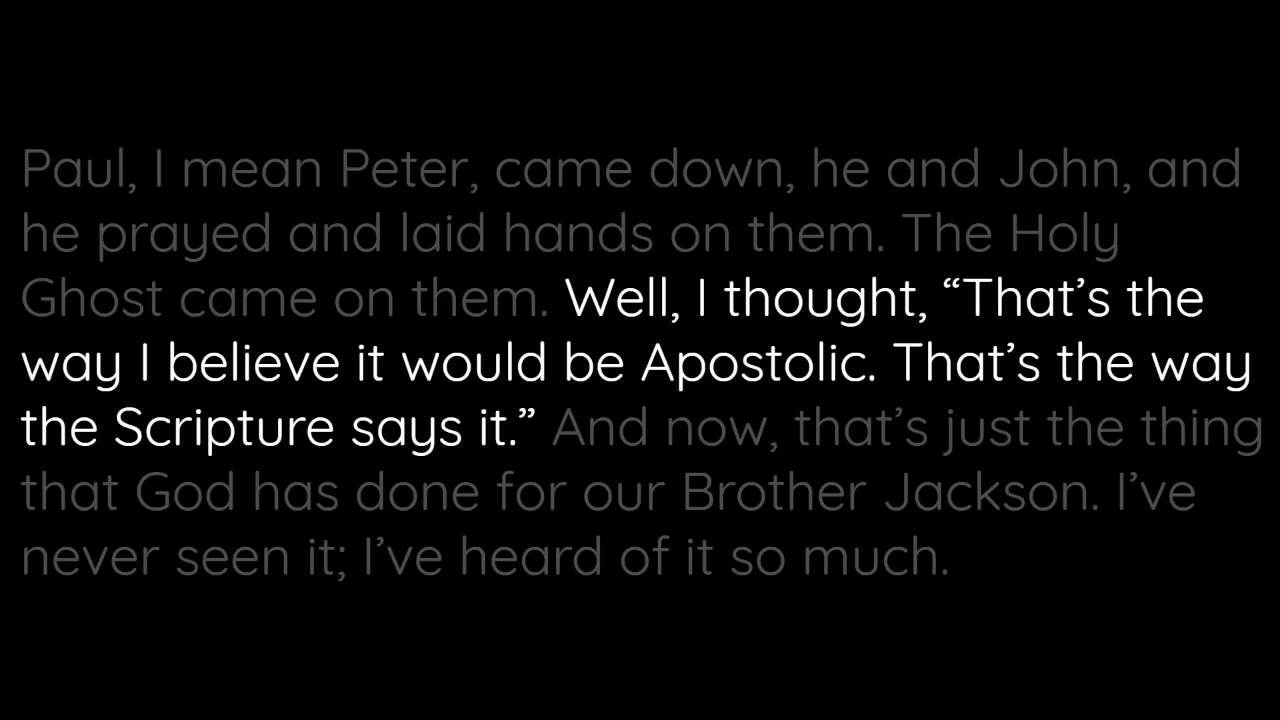 Paul, I mean Peter, came down, he and John, and
he prayed and laid hands on them. The Holy
Ghost came on them. Well, I thought, “That’s the
way I believe it would be Apostolic. That’s the way
the Scripture says it.” And now, that’s just the thing
that God has done for our Brother Jackson. I’ve
never seen it; I’ve heard of it so much.